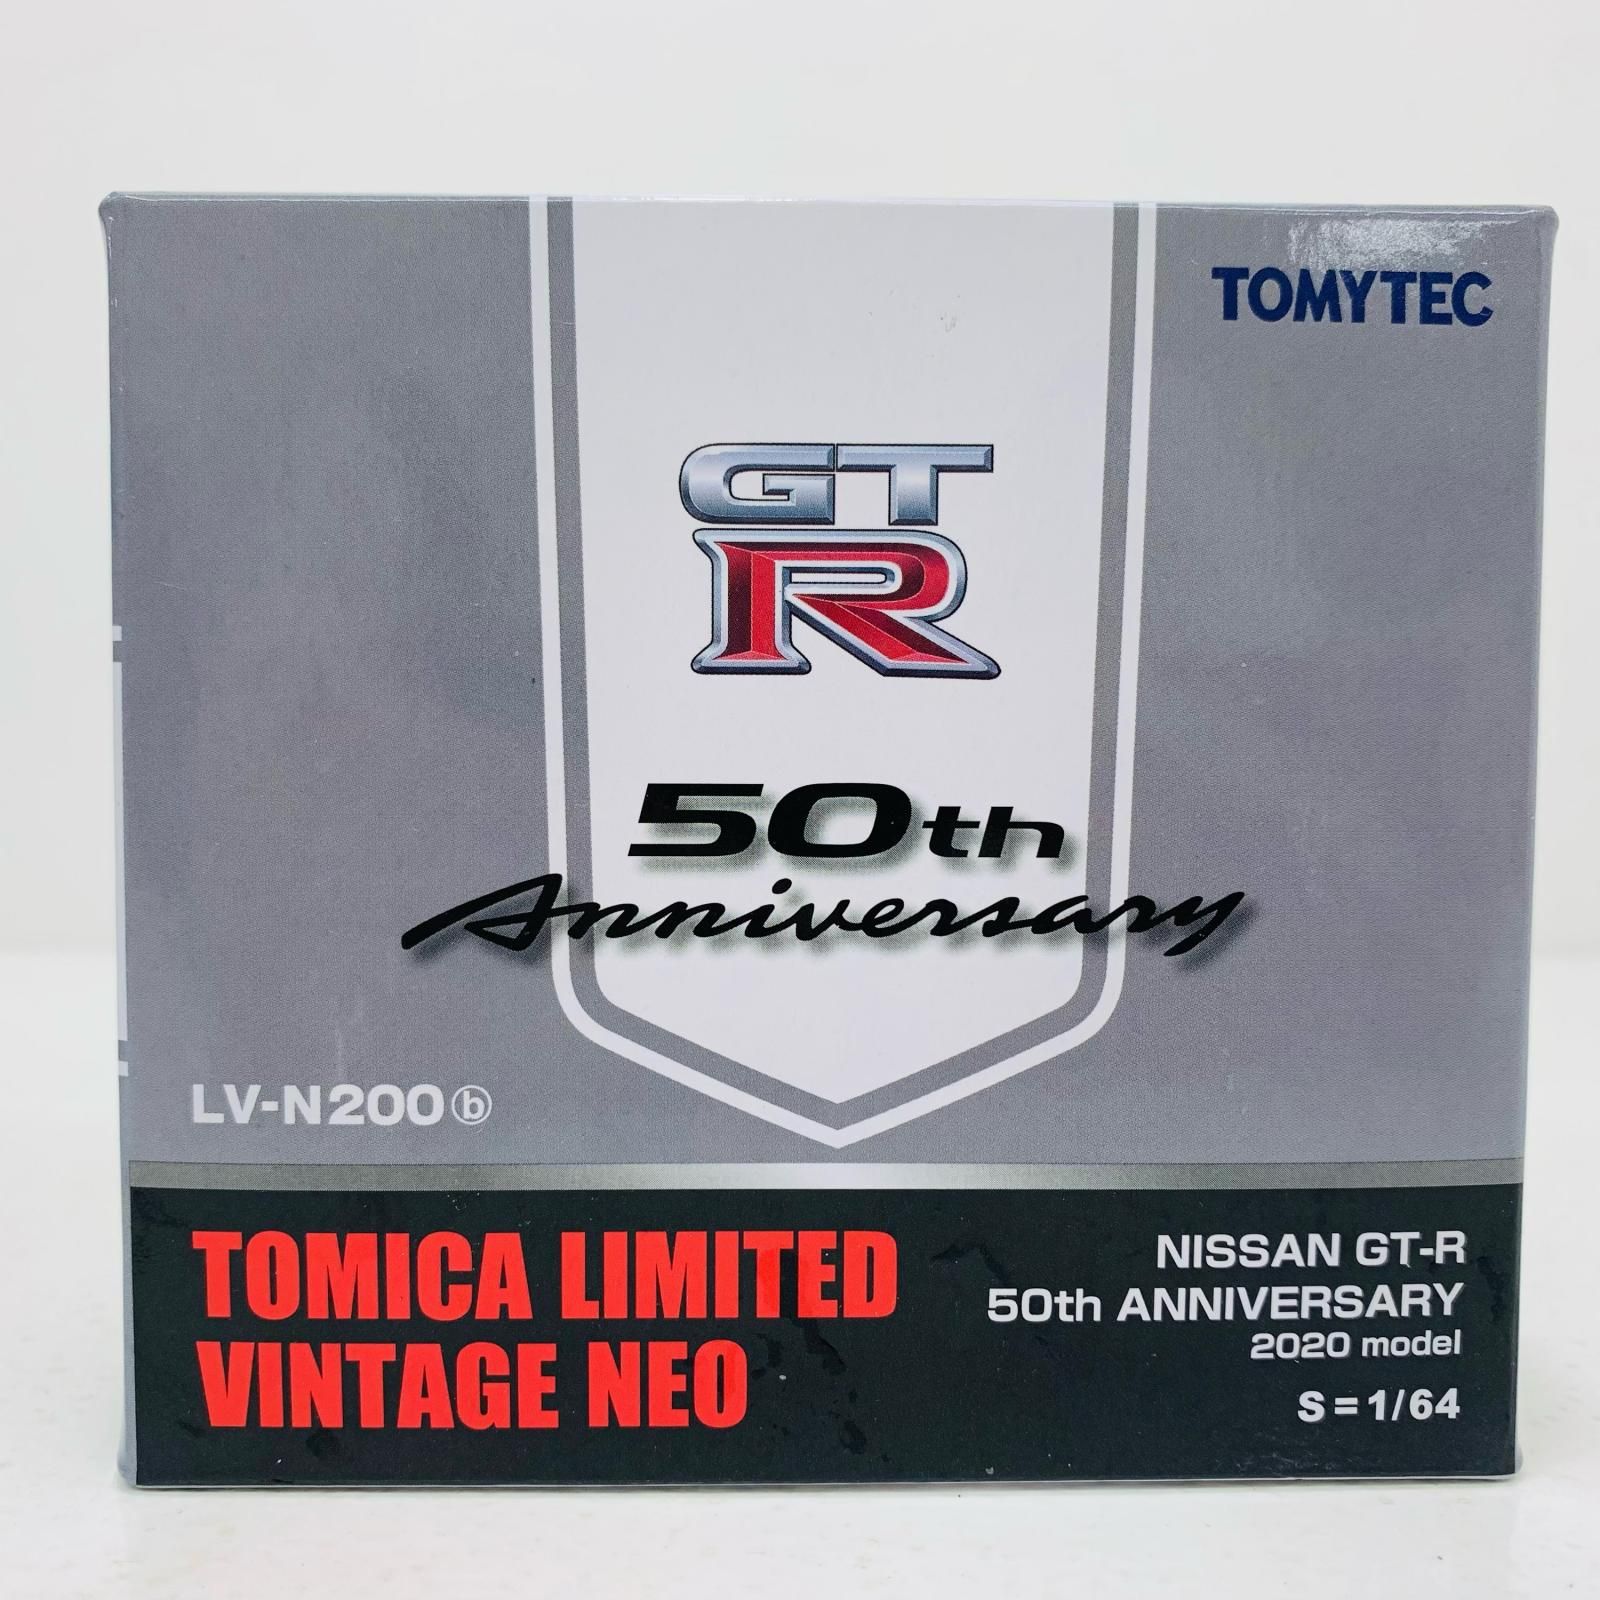 TOMYTEC
GT
R
50th
Anniversary
LV-N200ⓑ
TOMICA LIMITED
VINTAGE NEO
NISSAN GT-R
50th ANNIVERSARY
2020 model
S=1/64